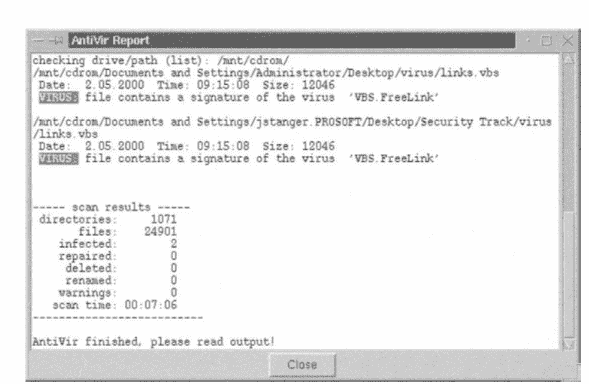 AntiVir Report
checking drive/path (list): /mnt/cdrom/
/mnt/cdrom/Documents and Settings/Administrator/Desktop/virus/links.vbs
Date: 2.05.2000 Time: 09:15:08 Size: 12046
VIRUS: file contains a signature of the virus 'VBS.FreeLink'
/mnt/cdrom/Documents and Settings/jstanger.PROSOFT/Desktop/Security Track/virus
/links.vbs
Date: 2.05.2000 Time: 09:15:08 Size: 12046
VIRUS: file contains a signature of the virus 'VBS.FreeLink'
----- scan results -----
directories: 1071
files: 24901
infected: 2
repaired: 0
deleted: 0
renamed: 0
warnings: 0
scan time: 00:07:06
--------------------------
AntiVir finished, please read output!
Close